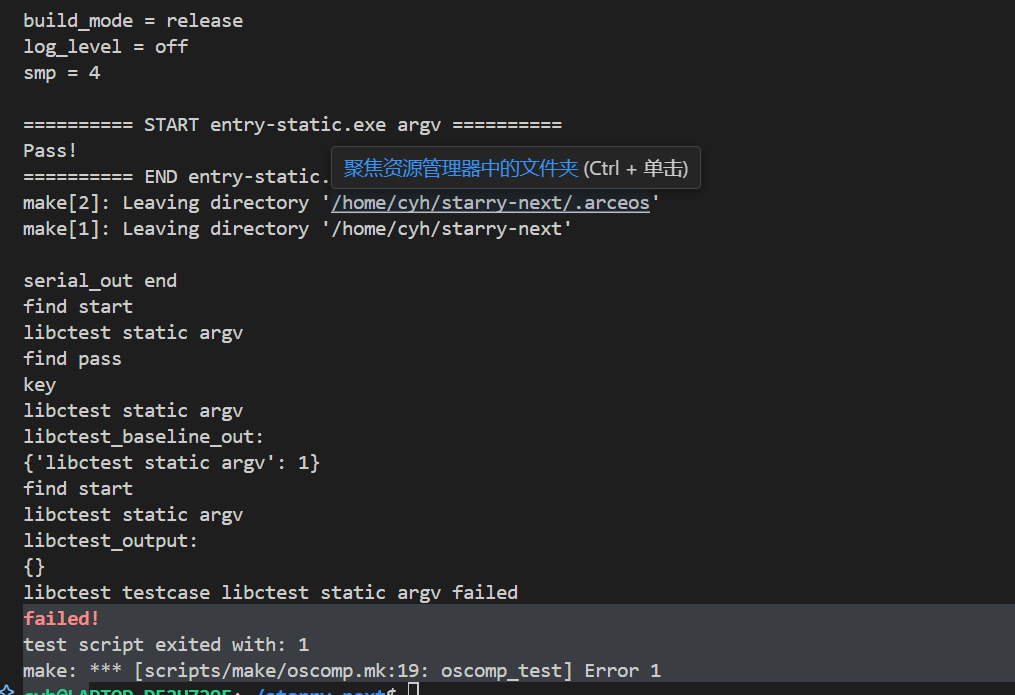 build_mode = release
log_level = off
smp = 4
========== START entry-static.exe argv ==========
Pass!
聚焦资源管理器中的文件夹 (Ctrl + 单击)
========== END entry-static.
make[2]: Leaving directory '/home/cyh/starry-next/.arceos'
make[1]: Leaving directory '/home/cyh/starry-next'
serial_out end
find start
libctest static argv
find pass
key
libctest static argv
libctest_baseline_out:
{'libctest static argv': 1}
find start
libctest static argv
libctest_output:
{}
libctest testcase libctest static argv failed
failed!
test script exited with: 1
make: *** [scripts/make/oscomp.mk:19: oscomp_test] Error 1